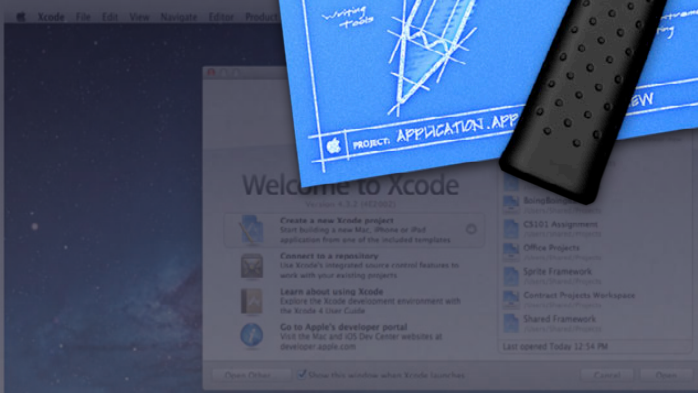 Xcode File Edit View Navigate Editor Product
Writing
Tools
PROJECT: APPLICATION.APP
Welcome to Xcode
Create a new Xcode project
Start building a new Mac, iPhone or iPad
application from one of the included templates
Connect to a repository
Use Xcode's integrated source control features to
work with your existing projects
Learn about using Xcode
Explore the Xcode development environment with
the Xcode 4 User Guide
Go to Apple's developer portal
Visit the Mac and iOS Dev Center websites at
developer.apple.com
CS101 Assignment
Office Projects
Sprite Framework
Contract Projects Workspace
Shared Framework
Last opened Today 12:54 PM
Open Other...
Show this window when Xcode launches
Cancel
Open